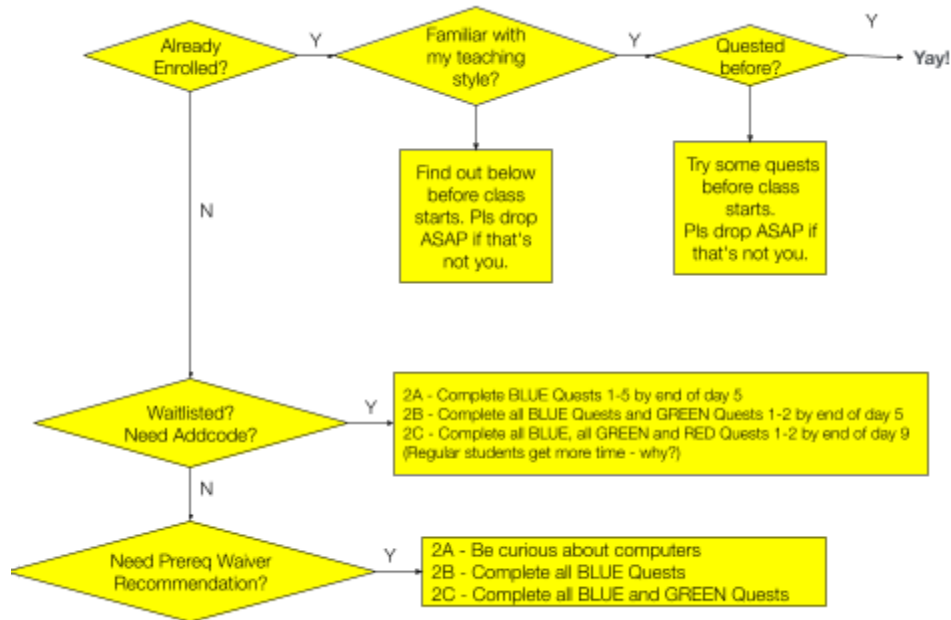 Already
Enrolled?
Y
Familiar with
my teaching
style?
Y
Quested
before?
Y
Yay!
Find out below
before class
starts. Pls drop
ASAP if that's
not you.
Try some quests
before class
starts.
Pls drop ASAP if
that's not you.
N
Waitlisted?
Need Addcode?
Y
2A - Complete BLUE Quests 1-5 by end of day 5
2B - Complete all BLUE Quests and GREEN Quests 1-2 by end of day 5
2C - Complete all BLUE, all GREEN and RED Quests 1-2 by end of day 9
(Regular students get more time - why?)
N
Need Prereq Waiver
Recommendation?
Y
2A - Be curious about computers
2B - Complete all BLUE Quests
2C - Complete all BLUE and GREEN Quests